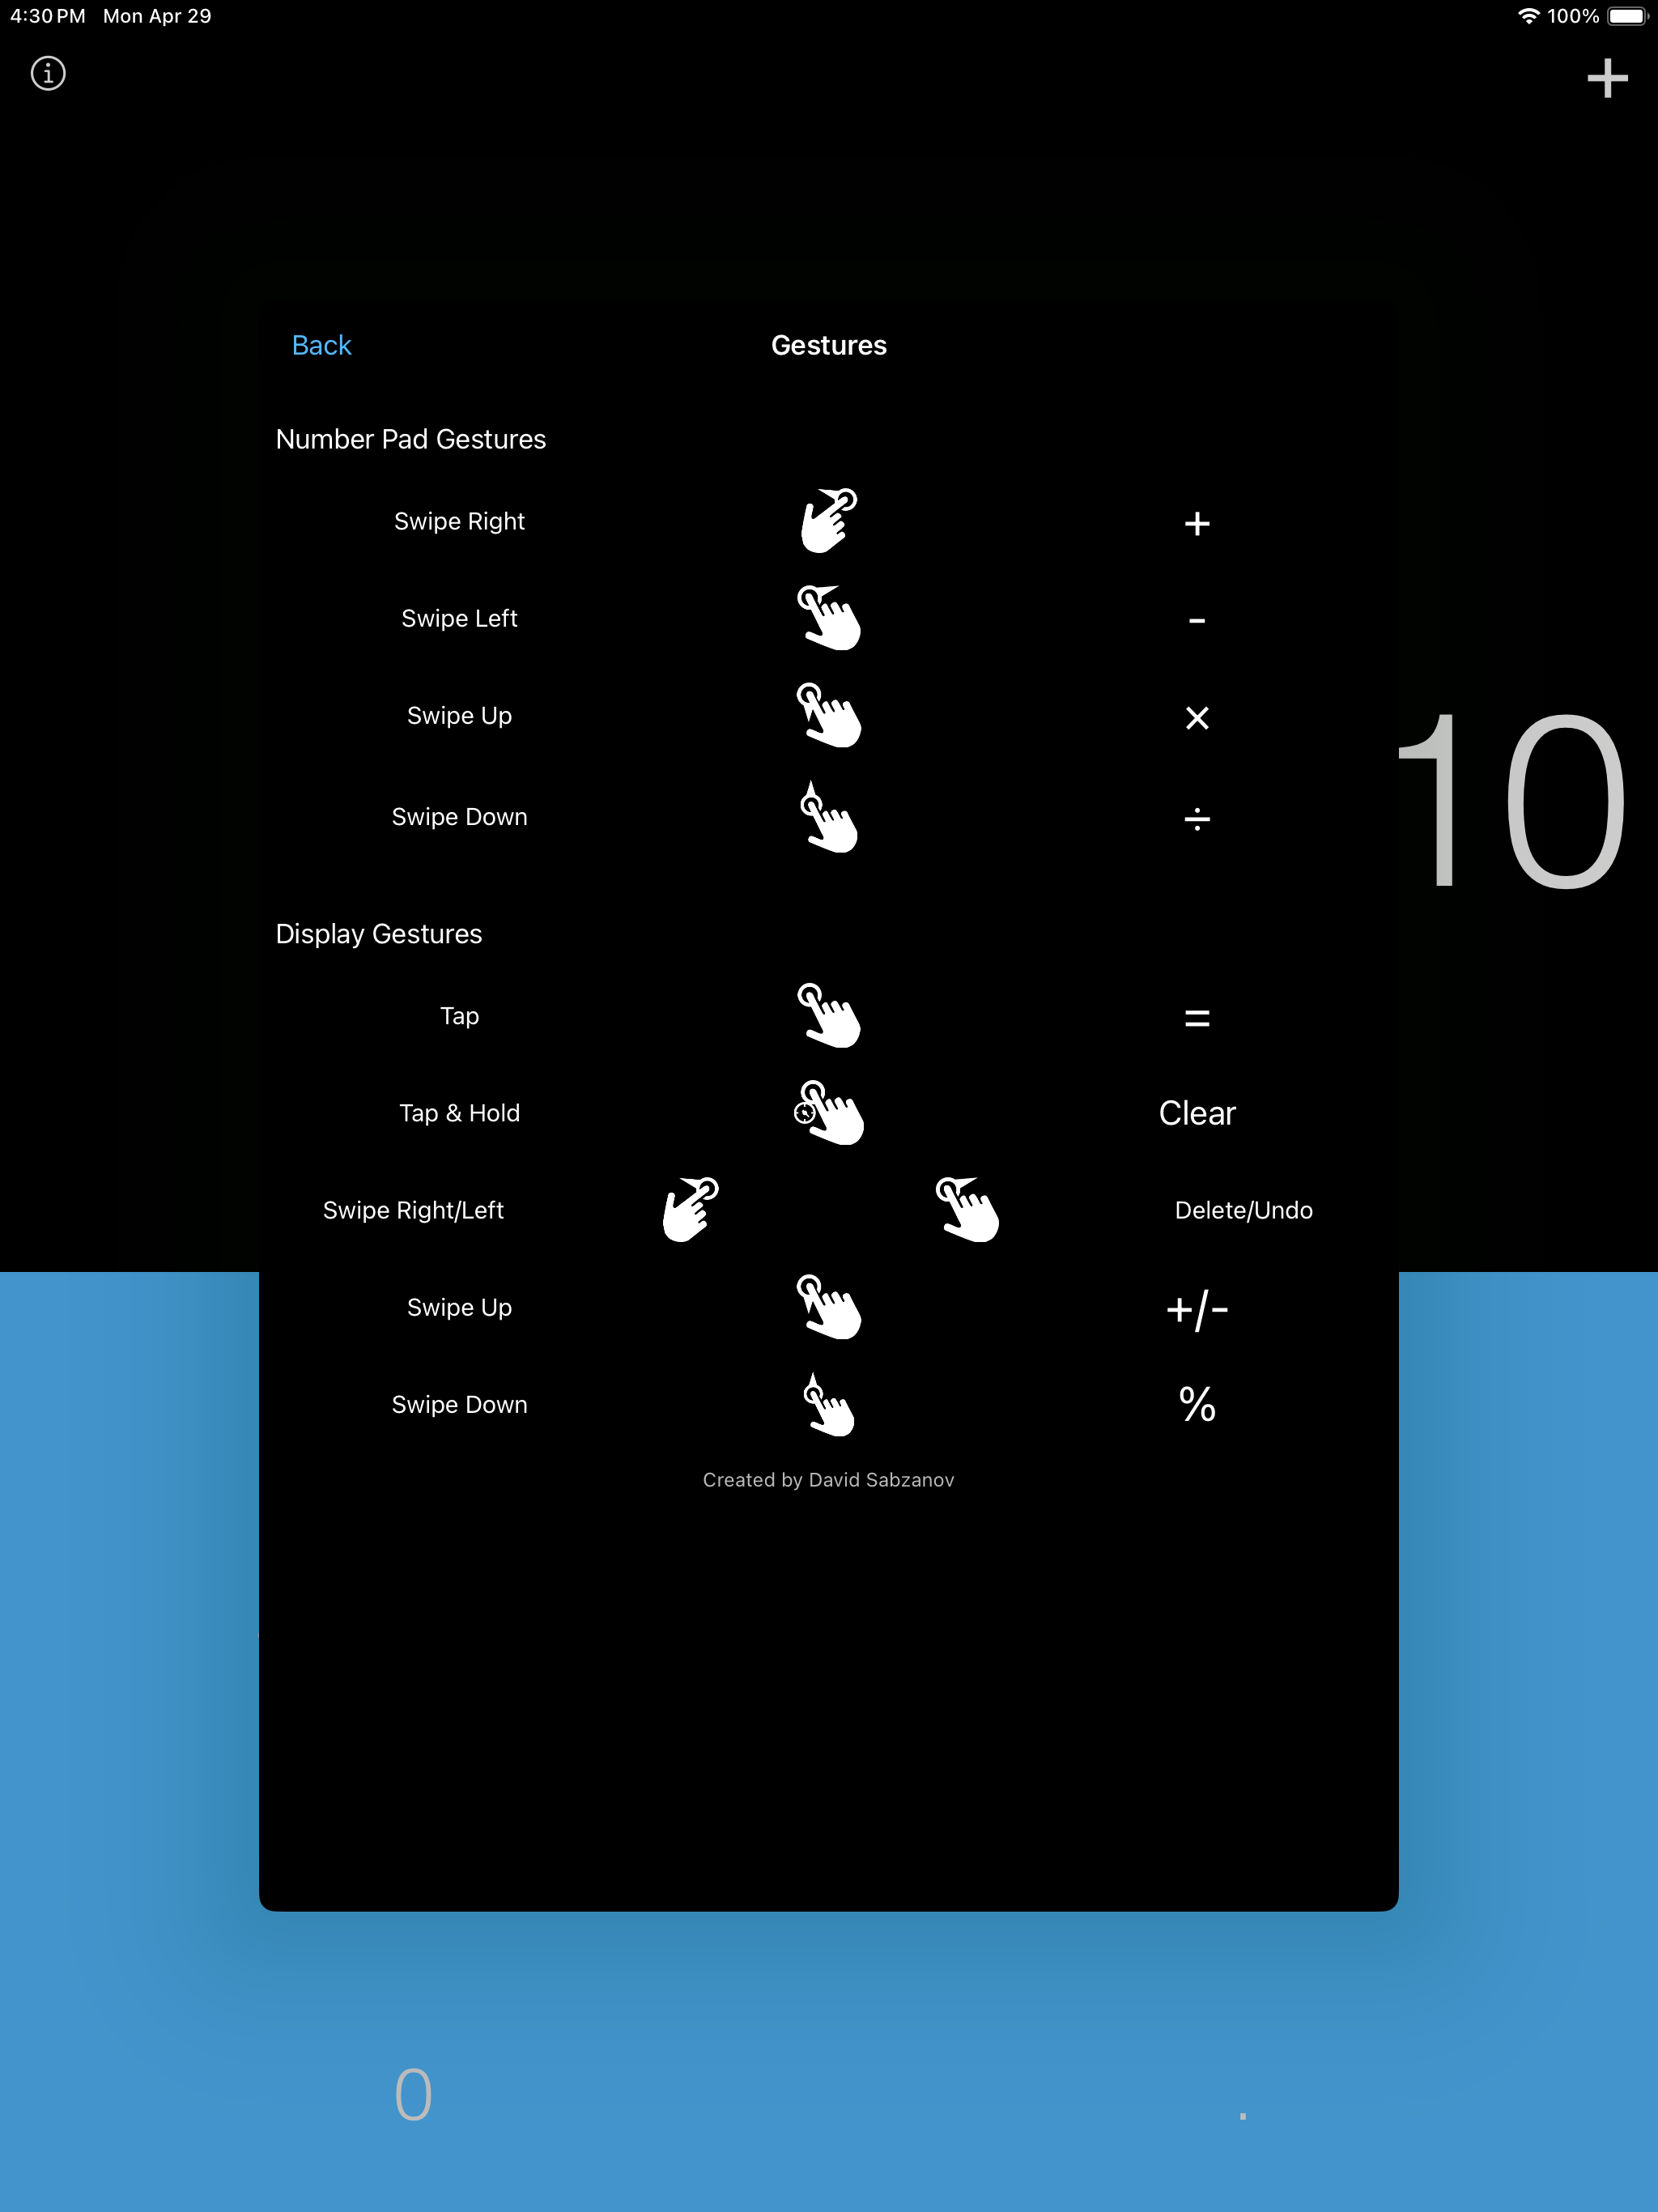 4:30 PM Mon Apr 29 100%
+
Back Gestures
Number Pad Gestures
Swipe Right +
Swipe Left -
Swipe Up ×
10
Swipe Down ÷
Display Gestures
Tap =
Tap & Hold Clear
Swipe Right/Left Delete/Undo
Swipe Up +/-
Swipe Down %
Created by David Sabzanov
0 .